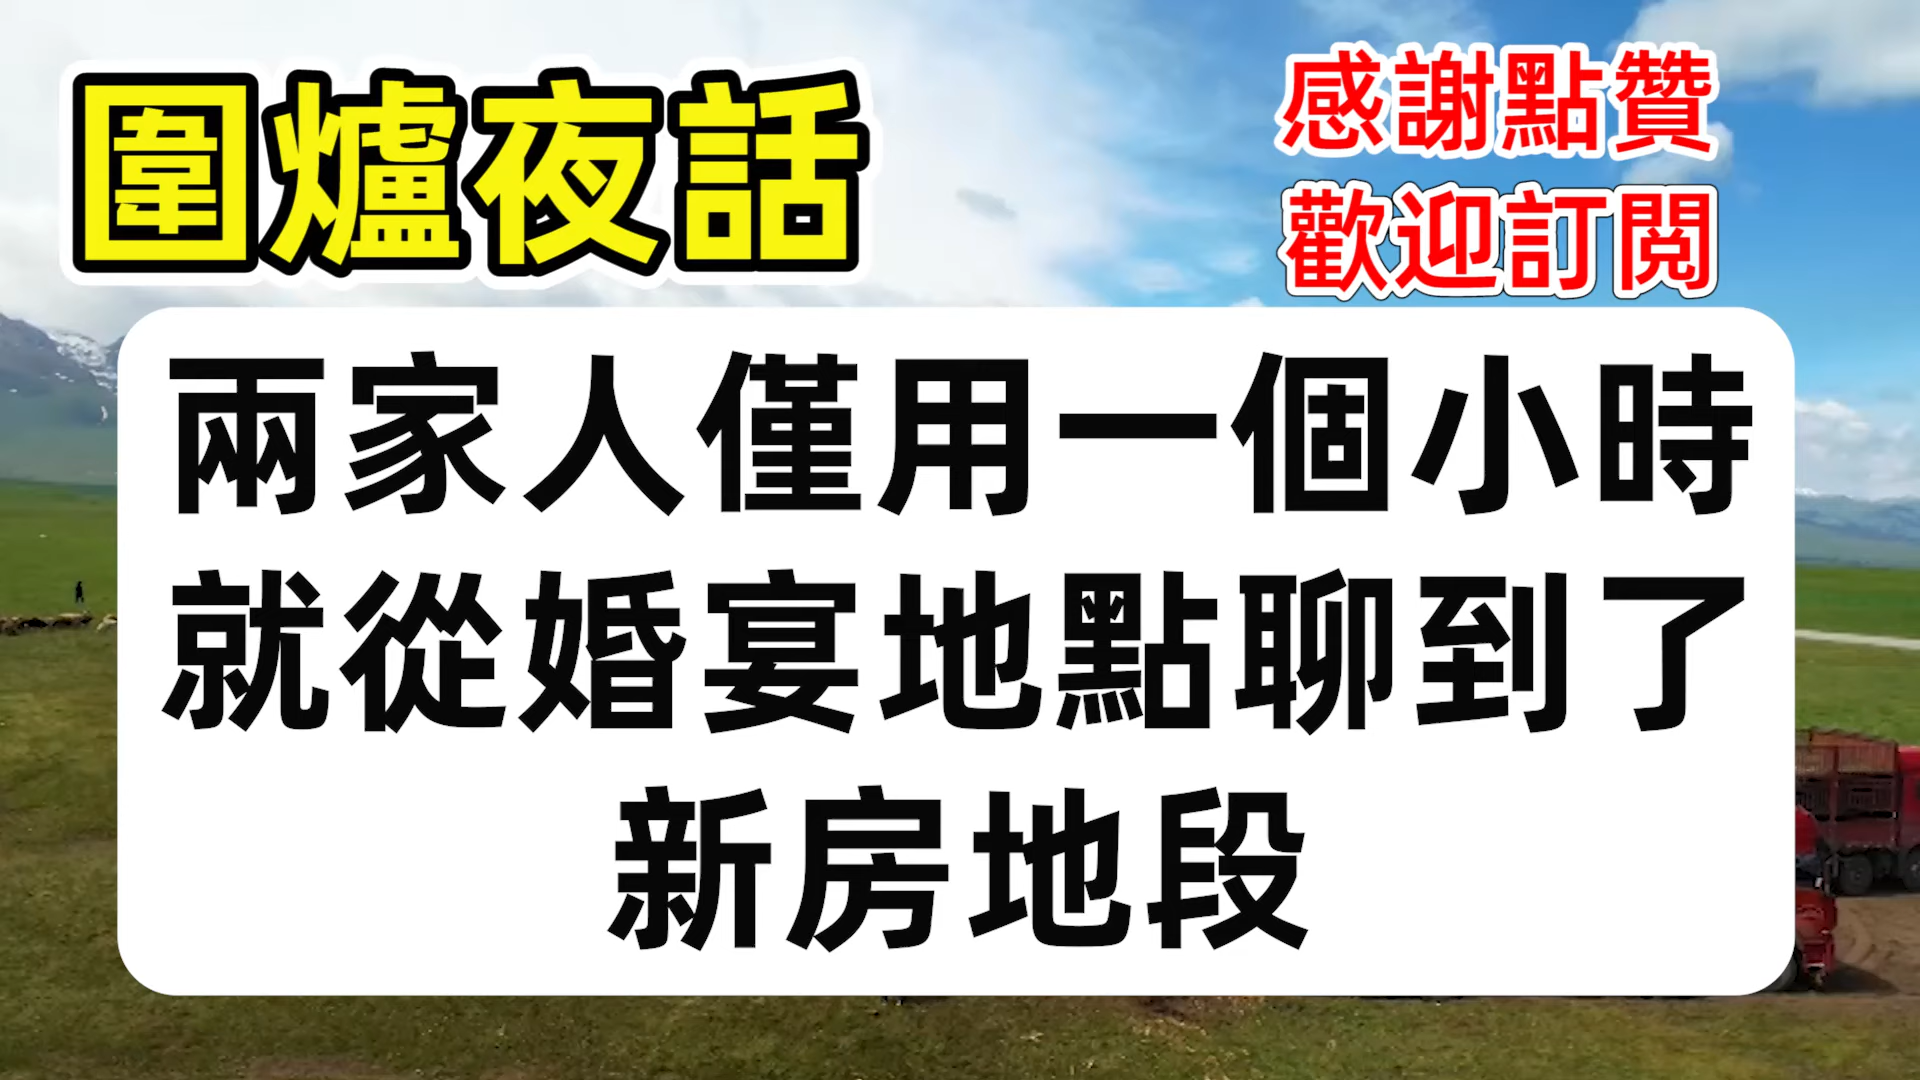 圍爐夜話
感謝點贊
歡迎訂閱
兩家人僅用一個小時
就從婚宴地點聊到了
新房地段